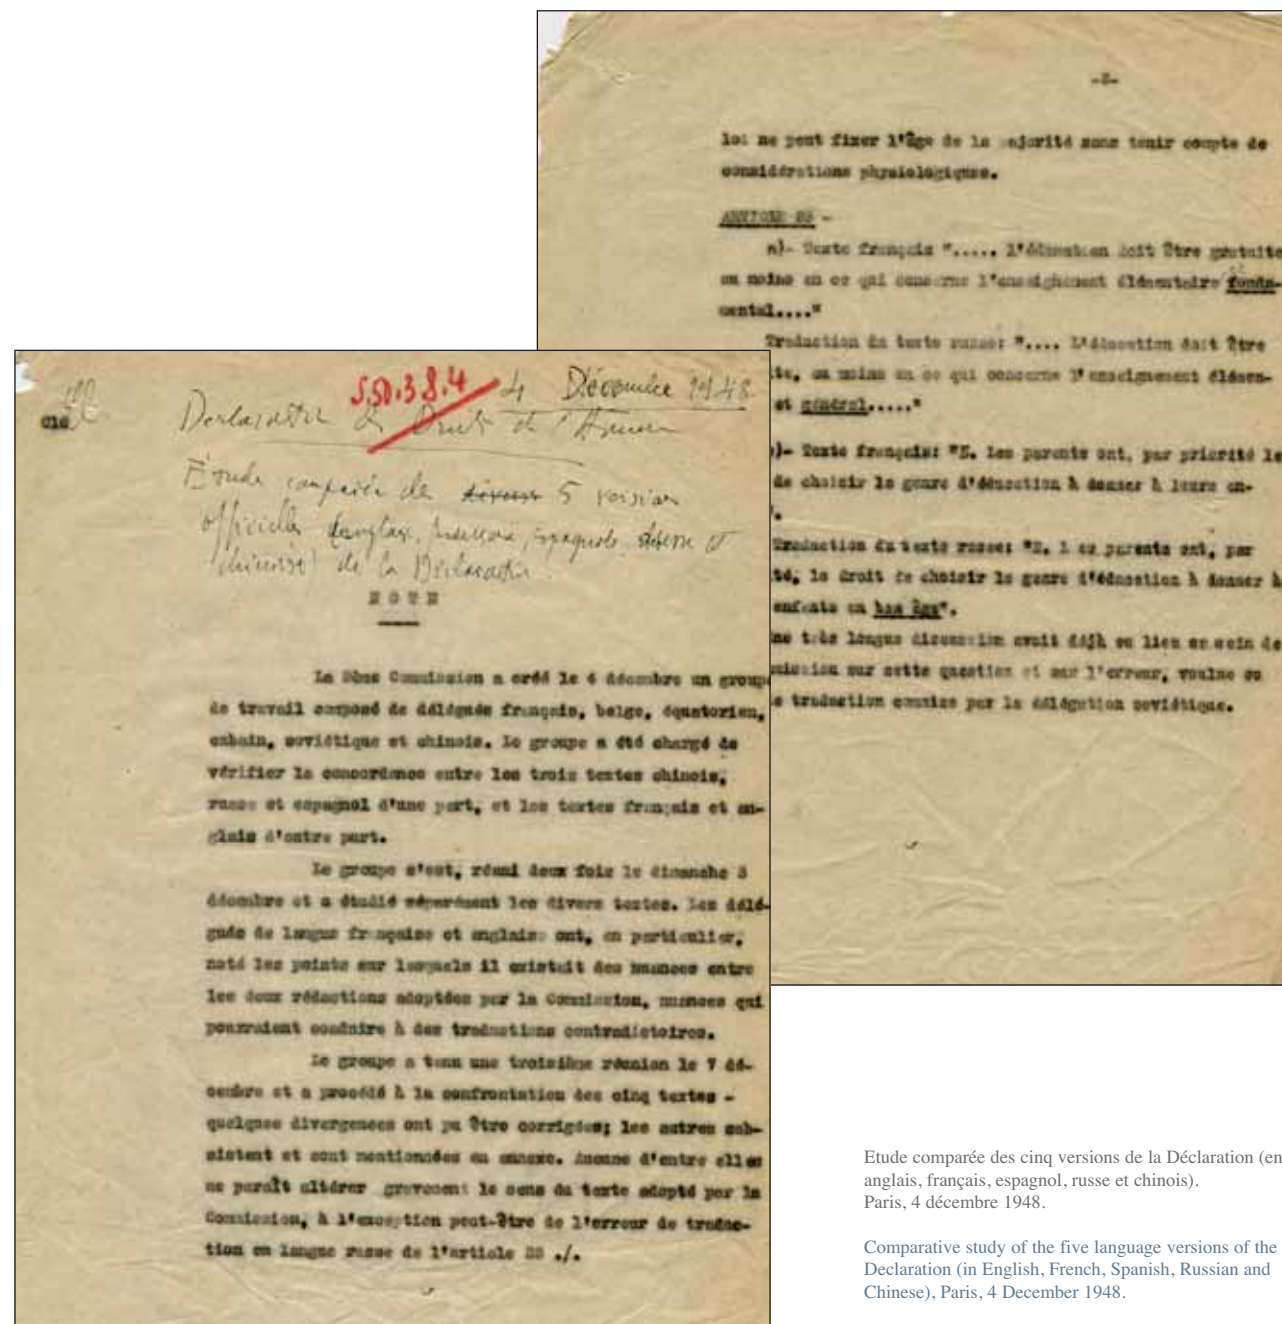 -2-
loi ne peut fixer l'âge de la majorité sans tenir compte de
considérations physiologiques.
ARTICLE
a)- Texte français "..... L'éducation doit être gratuite
au moins en ce qui concerne l'enseignement élémentaire fonda-
mental...."
Traduction du texte russe: ".... L'éducation doit être
ite, au moins en ce qui concerne l'enseignement élémen-
et général....."
)- Texte français: "3. Les parents ont, par priorité le
de choisir le genre d'éducation à donner à leurs en-
".
Traduction du texte russe: "3. Les parents ont, par
té, le droit de choisir le genre d'éducation à donner à
enfants en bas âge".
ne très longue discussion avait déjà eu lieu au sein de
mission sur cette question et sur l'erreur, voulue ou
e traduction commise par la délégation soviétique.
S.50.3 8.4
4 Décembre 1948
Déclaration des Droits de l'Homme
Etude comparée des 5 versions
officielles (anglaise, française, espagnole, et
chinoise) de la Déclaration
NOTE
La 3ème Commission a créé le 4 décembre un groupe
de travail composé de délégués français, belge, équatorien,
cubain, soviétique et chinois. Le groupe a été chargé de
vérifier la concordance entre les trois textes chinois,
russe et espagnol d'une part, et les textes français et an-
glais d'autre part.
Le groupe s'est, réuni deux fois le dimanche 5
décembre et a étudié séparément les divers textes. Les délé-
gués de langue française et anglaise ont, en particulier,
noté les points sur lesquels il existait des nuances entre
les deux rédactions adoptées par la Commission, nuances qui
pourraient conduire à des traductions contradictoires.
Le groupe a tenu une troisième réunion le 7 dé-
cembre et a procédé à la confrontation des cinq textes -
quelques divergences ont pu être corrigées; les autres sub-
sistent et sont mentionnées en annexe. Aucune d'entre elles
ne paraît altérer gravement le sens du texte adopté par la
Commission, à l'exception peut-être de l'erreur de traduc-
tion en langue russe de l'article ./.
Etude comparée des cinq versions de la Déclaration (en
anglais, français, espagnol, russe et chinois).
Paris, 4 décembre 1948.
Comparative study of the five language versions of the
Declaration (in English, French, Spanish, Russian and
Chinese), Paris, 4 December 1948.